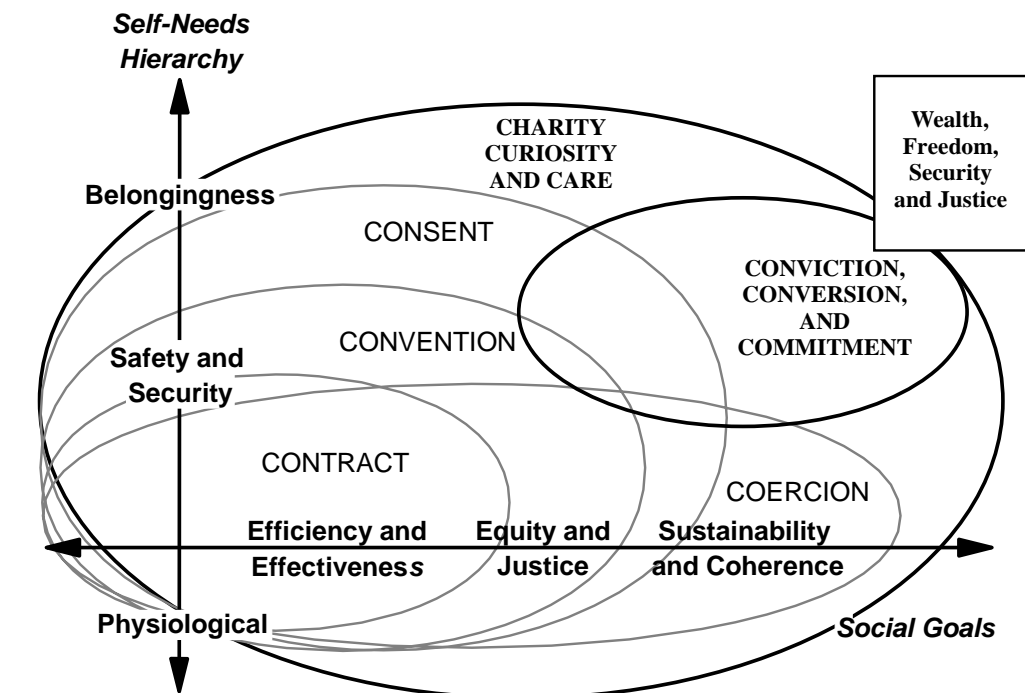 Self-Needs
Hierarchy
Wealth,
Freedom,
Security
and Justice
CHARITY
CURIOSITY
AND CARE
Belongingness
CONSENT
CONVICTION,
CONVERSION,
AND
COMMITMENT
CONVENTION
Safety and
Security
CONTRACT
COERCION
Efficiency and
Effectiveness
Equity and
Justice
Sustainability
and Coherence
Physiological
Social Goals